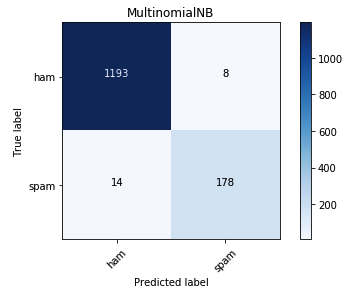 MultinomialNB
True label
ham
1193
8
spam
14
178
ham
spam
Predicted label
1000
800
600
400
200